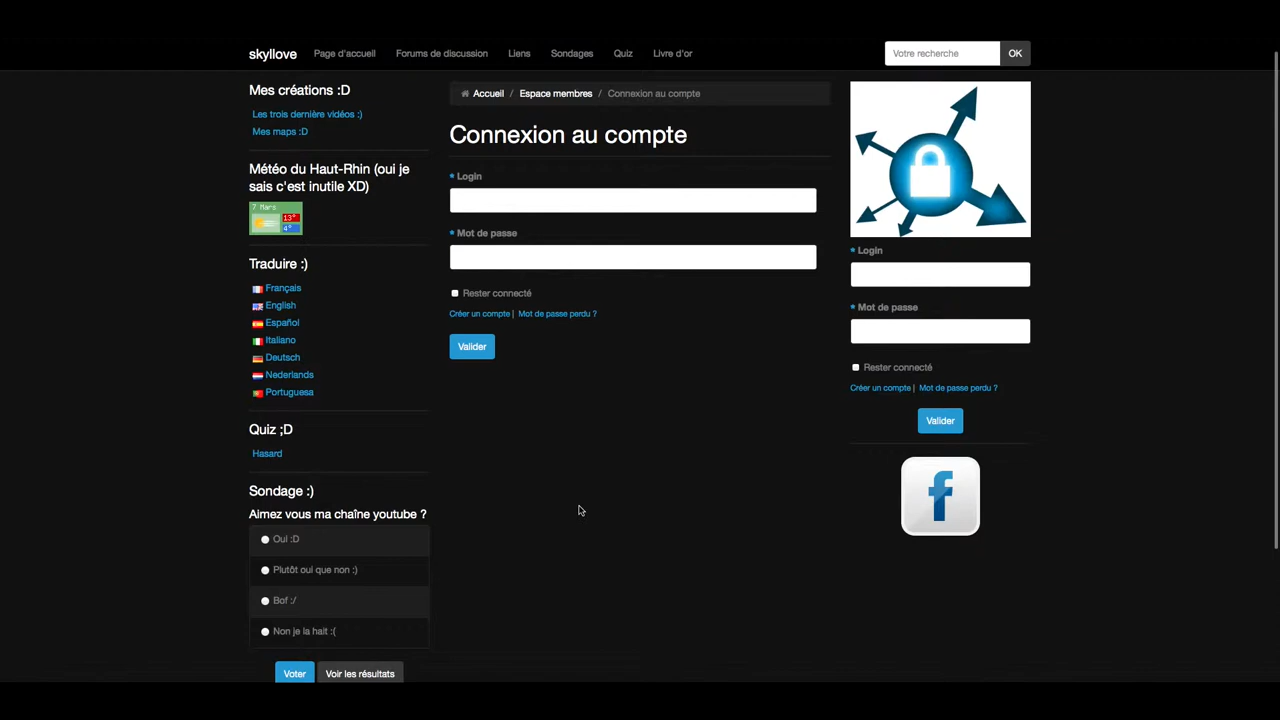 skyllove
Page d'accueil
Forums de discussion
Liens
Sondages
Quiz
Livre d'or
Votre recherche
OK
Mes créations :D
Les trois dernière vidéos :)
Mes maps :D
Météo du Haut-Rhin (oui je
sais c'est inutile XD)
7 Mars
13°
4°
Traduire :)
Français
English
Español
Italiano
Deutsch
Nederlands
Portuguesa
Quiz ;D
Hasard
Sondage :)
Aimez vous ma chaîne youtube ?
Oui :D
Plutôt oui que non :)
Bof :/
Non je la hait :(
Voter
Voir les résultats
Accueil / Espace membres / Connexion au compte
Connexion au compte
* Login
* Mot de passe
Rester connecté
Créer un compte | Mot de passe perdu ?
Valider
* Login
* Mot de passe
Rester connecté
Créer un compte | Mot de passe perdu ?
Valider
f